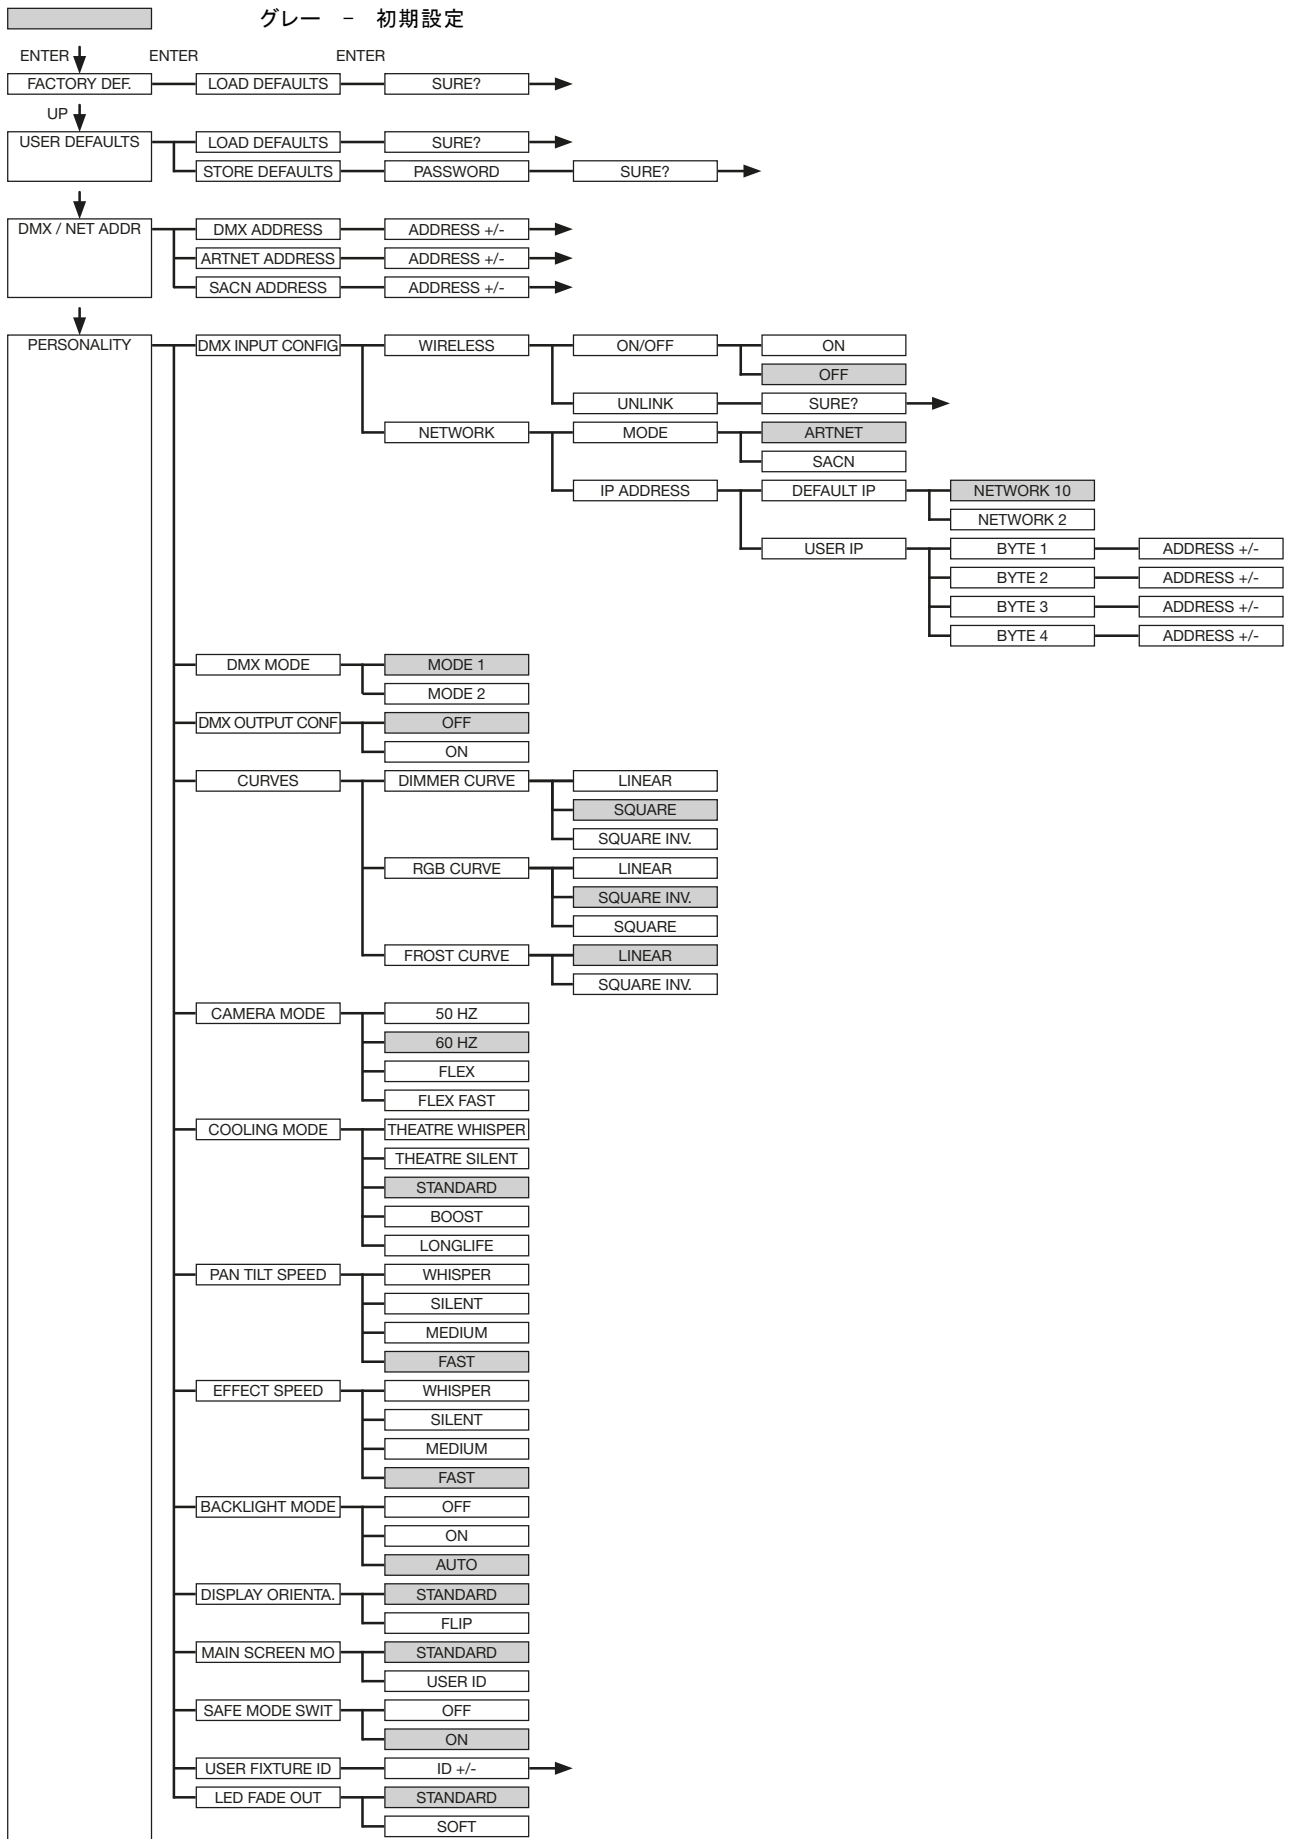 グレー － 初期設定
ENTER ENTER ENTER
FACTORY DEF. LOAD DEFAULTS SURE?
UP
USER DEFAULTS LOAD DEFAULTS SURE?
STORE DEFAULTS PASSWORD SURE?
DMX / NET ADDR DMX ADDRESS ADDRESS +/-
ARTNET ADDRESS ADDRESS +/-
SACN ADDRESS ADDRESS +/-
PERSONALITY DMX INPUT CONFIG WIRELESS ON/OFF ON
OFF
UNLINK SURE?
NETWORK MODE ARTNET
SACN
IP ADDRESS DEFAULT IP NETWORK 10
NETWORK 2
USER IP BYTE 1 ADDRESS +/-
BYTE 2 ADDRESS +/-
BYTE 3 ADDRESS +/-
BYTE 4 ADDRESS +/-
DMX MODE MODE 1
MODE 2
DMX OUTPUT CONF OFF
ON
CURVES DIMMER CURVE LINEAR
SQUARE
SQUARE INV.
RGB CURVE LINEAR
SQUARE INV.
SQUARE
FROST CURVE LINEAR
SQUARE INV.
CAMERA MODE 50 HZ
60 HZ
FLEX
FLEX FAST
COOLING MODE THEATRE WHISPER
THEATRE SILENT
STANDARD
BOOST
LONGLIFE
PAN TILT SPEED WHISPER
SILENT
MEDIUM
FAST
EFFECT SPEED WHISPER
SILENT
MEDIUM
FAST
BACKLIGHT MODE OFF
ON
AUTO
DISPLAY ORIENTA. STANDARD
FLIP
MAIN SCREEN MO STANDARD
USER ID
SAFE MODE SWIT OFF
ON
USER FIXTURE ID ID +/-
LED FADE OUT STANDARD
SOFT